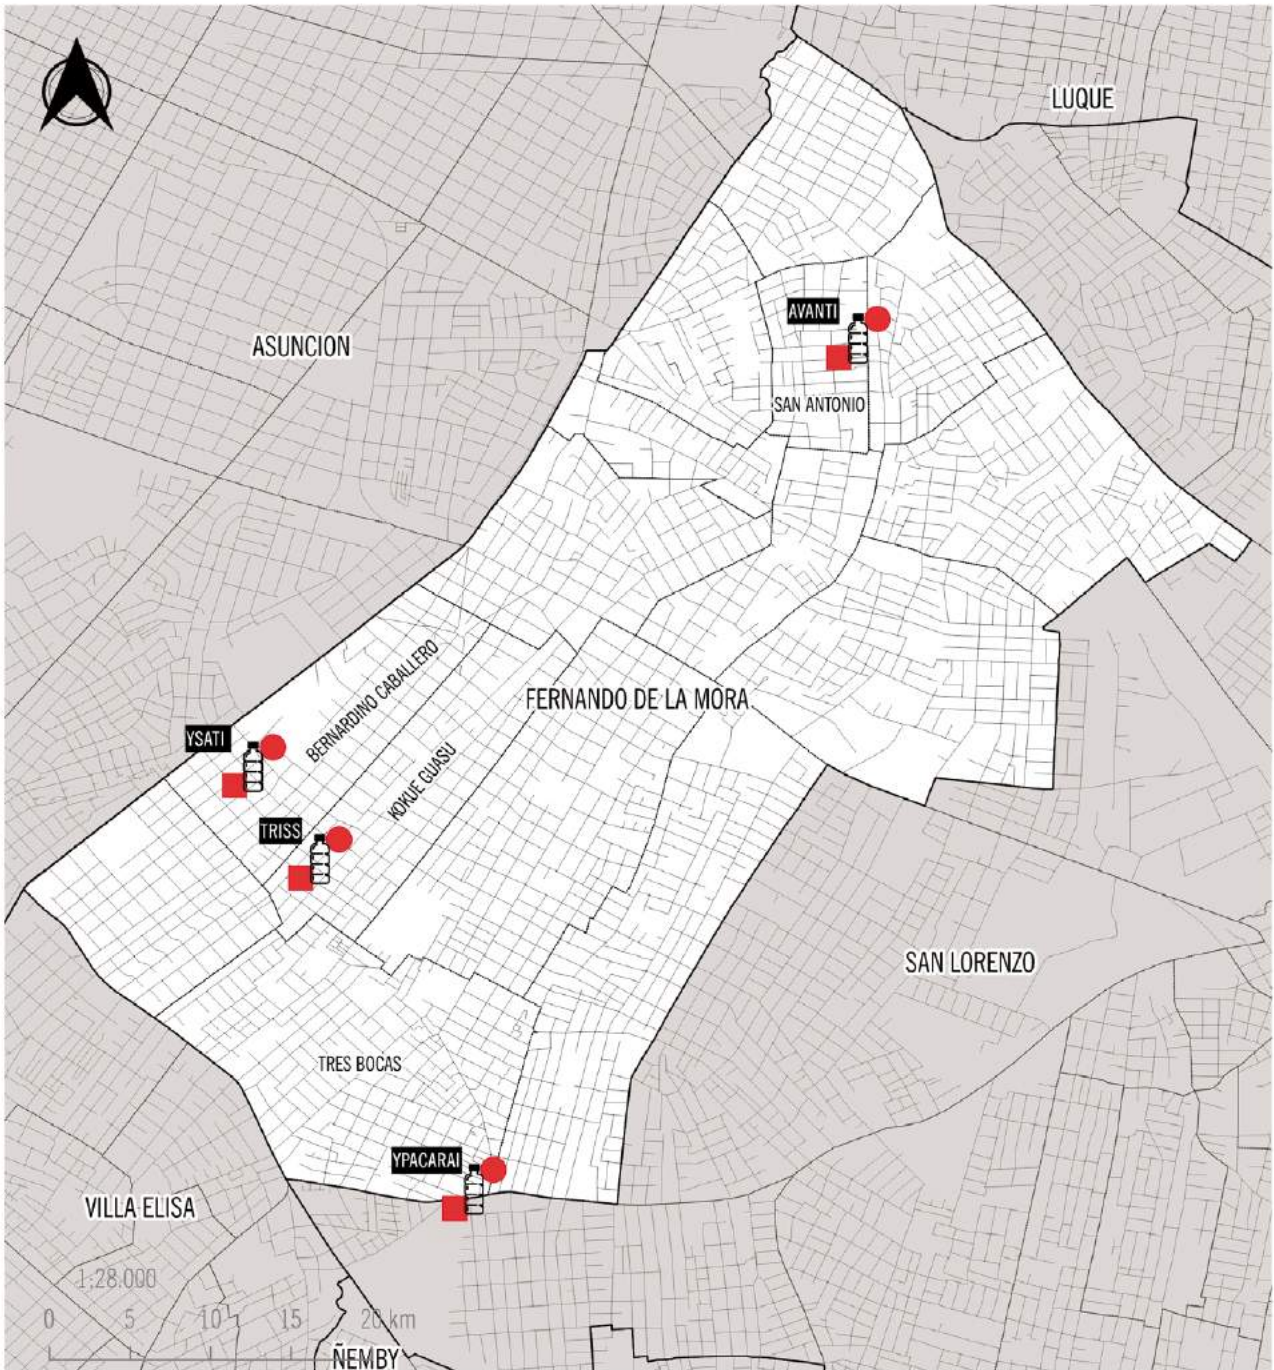 LUQUE
AVANTI
ASUNCION
SAN ANTONIO
BERNARDINO CABALLERO
FERNANDO DE LA MORA
YSATI
KOKUE GUASU
TRISS
SAN LORENZO
TRES BOCAS
YPACARAI
VILLA ELISA
1:28.000
0 5 10 15 20 km
ÑEMBY